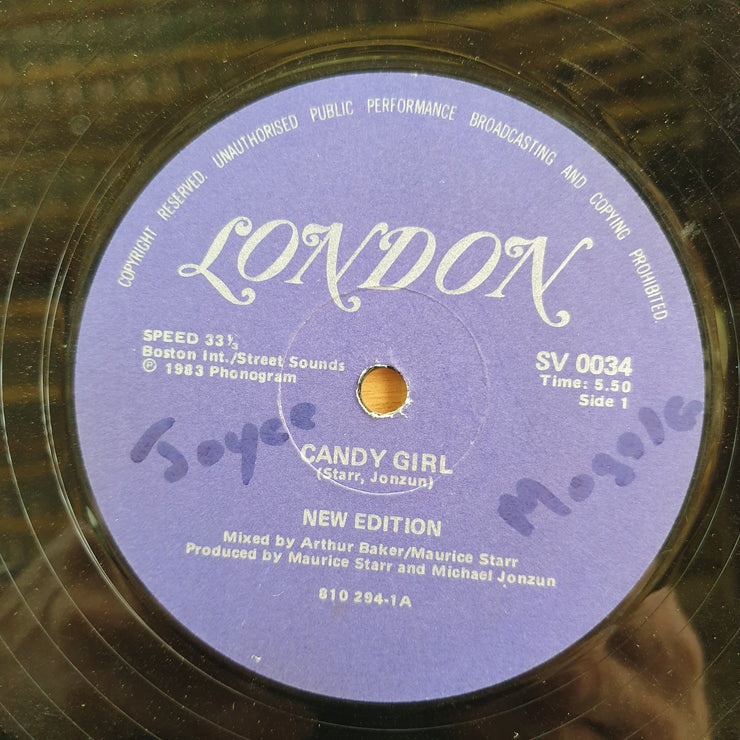 COPYRIGHT RESERVED. UNAUTHORISED PUBLIC PERFORMANCE BROADCASTING AND COPYING PROHIBITED.
LONDON
SPEED 33⅓
Boston Int./Street Sounds
℗ 1983 Phonogram
SV 0034
Time: 5.50
Side 1
Joyce
Mogole
CANDY GIRL
(Starr, Jonzun)
NEW EDITION
Mixed by Arthur Baker/Maurice Starr
Produced by Maurice Starr and Michael Jonzun
810 294-1A